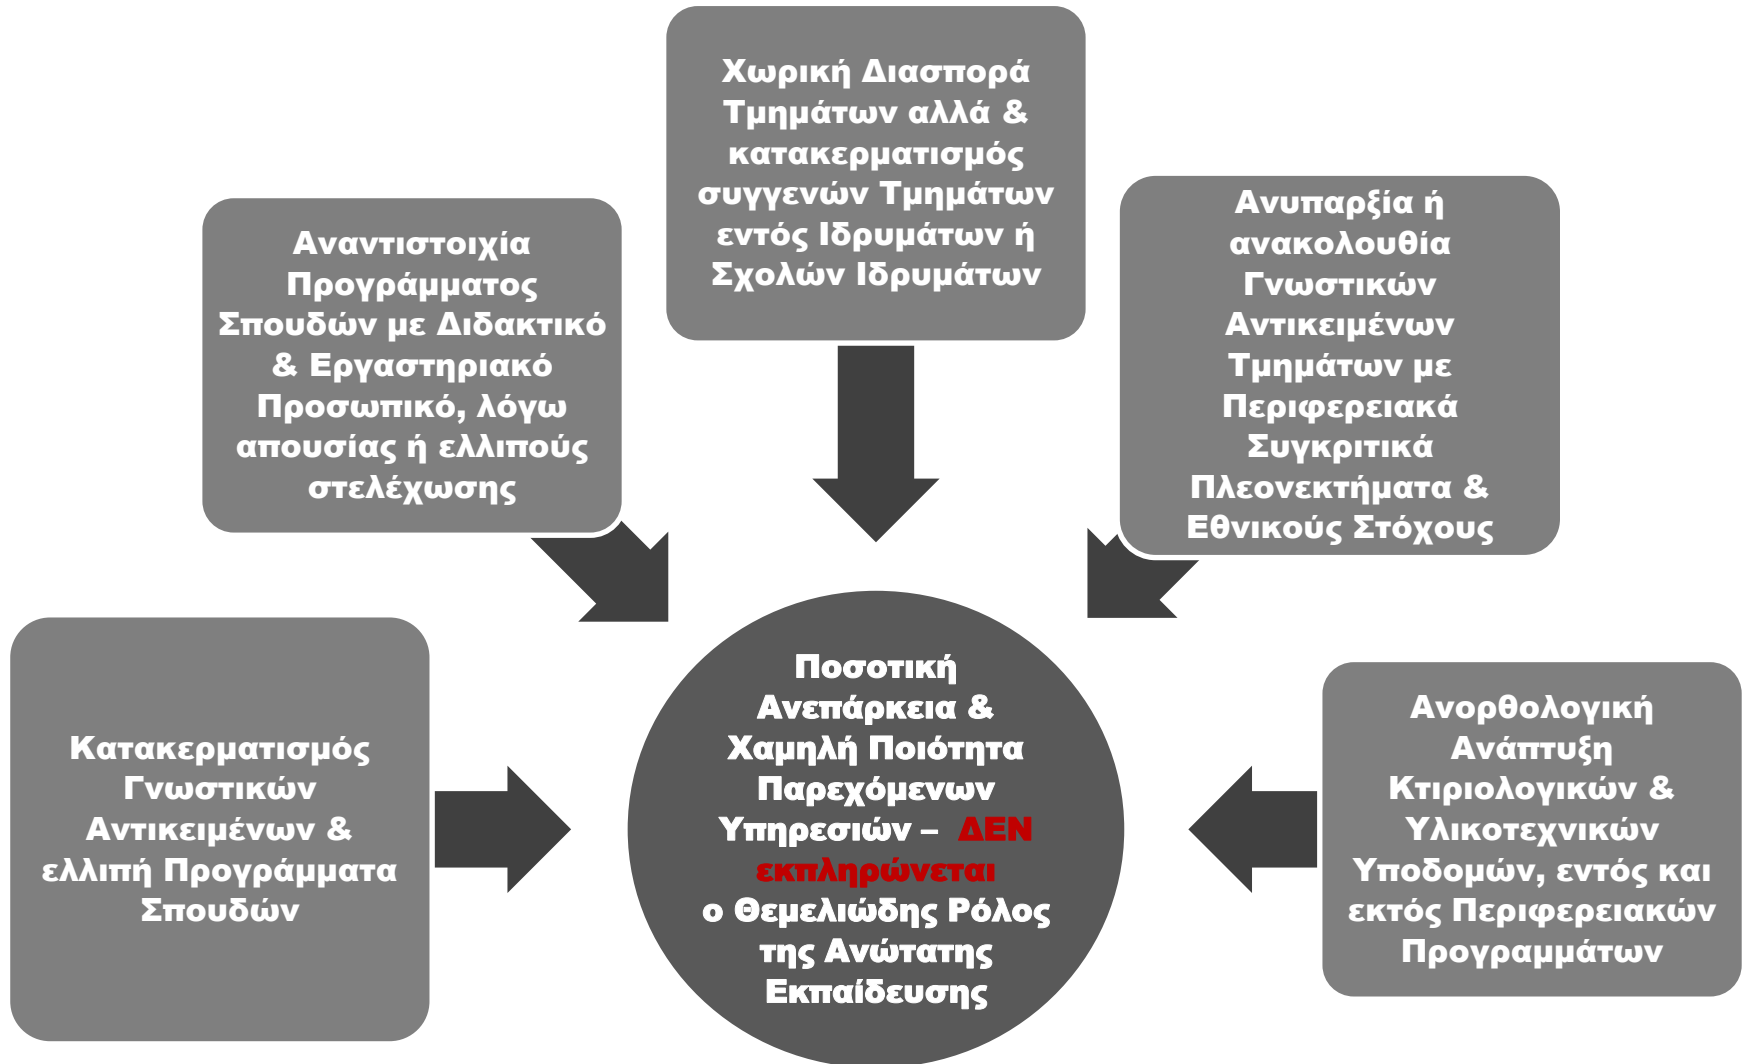 Χωρική Διασπορά
Τμημάτων αλλά &
κατακερματισμός
συγγενών Τμημάτων
εντός Ιδρυμάτων ή
Σχολών Ιδρυμάτων
Αναντιστοιχία
Προγράμματος
Σπουδών με Διδακτικό
& Εργαστηριακό
Προσωπικό, λόγω
απουσίας ή ελλιπούς
στελέχωσης
Ανυπαρξία ή
ανακολουθία
Γνωστικών
Αντικειμένων
Τμημάτων με
Περιφερειακά
Συγκριτικά
Πλεονεκτήματα &
Εθνικούς Στόχους
Κατακερματισμός
Γνωστικών
Αντικειμένων &
ελλιπή Προγράμματα
Σπουδών
Ποσοτική
Ανεπάρκεια &
Χαμηλή Ποιότητα
Παρεχόμενων
Υπηρεσιών – ΔΕΝ
εκπληρώνεται
ο Θεμελιώδης Ρόλος
της Ανώτατης
Εκπαίδευσης
Ανορθολογική
Ανάπτυξη
Κτιριολογικών &
Υλικοτεχνικών
Υποδομών, εντός και
εκτός Περιφερειακών
Προγραμμάτων